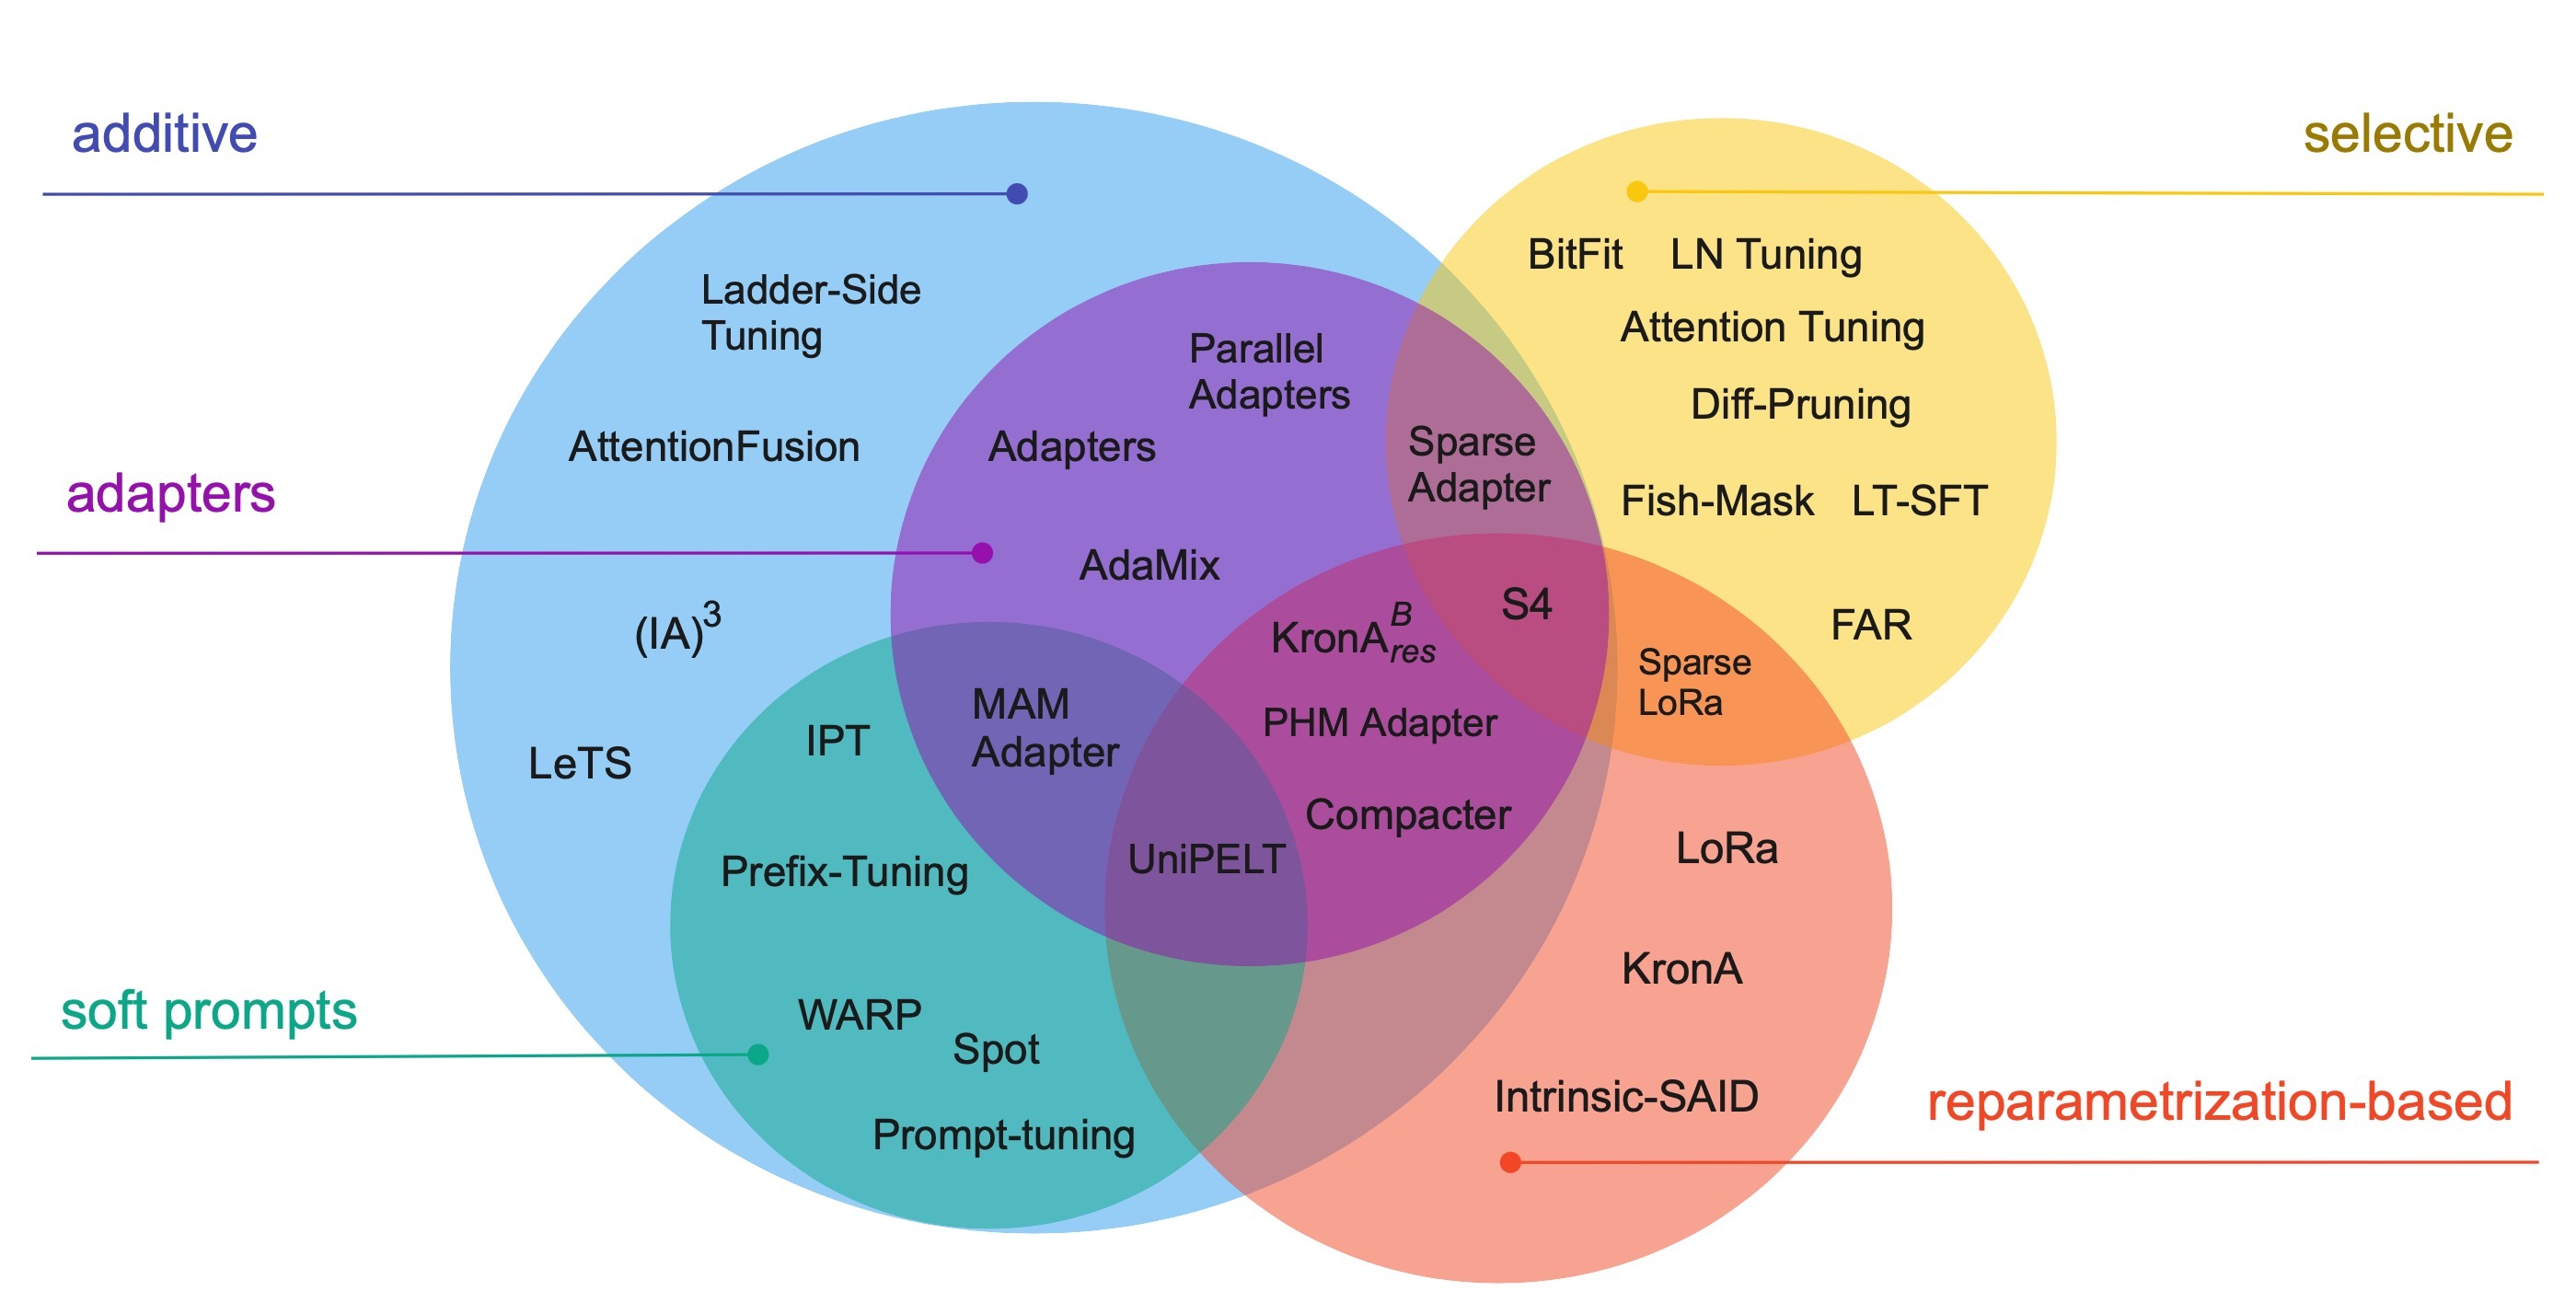 additive
selective
BitFit LN Tuning
Ladder-Side
Tuning
Attention Tuning
Parallel
Adapters
Diff-Pruning
AttentionFusion
Adapters
Sparse
Adapter
adapters
Fish-Mask LT-SFT
AdaMix
S4
(IA)³
KronA^B_res
FAR
Sparse
LoRa
MAM
Adapter
IPT
PHM Adapter
LeTS
Compacter
LoRa
UniPELT
Prefix-Tuning
KronA
soft prompts
WARP
Spot
Intrinsic-SAID
reparametrization-based
Prompt-tuning